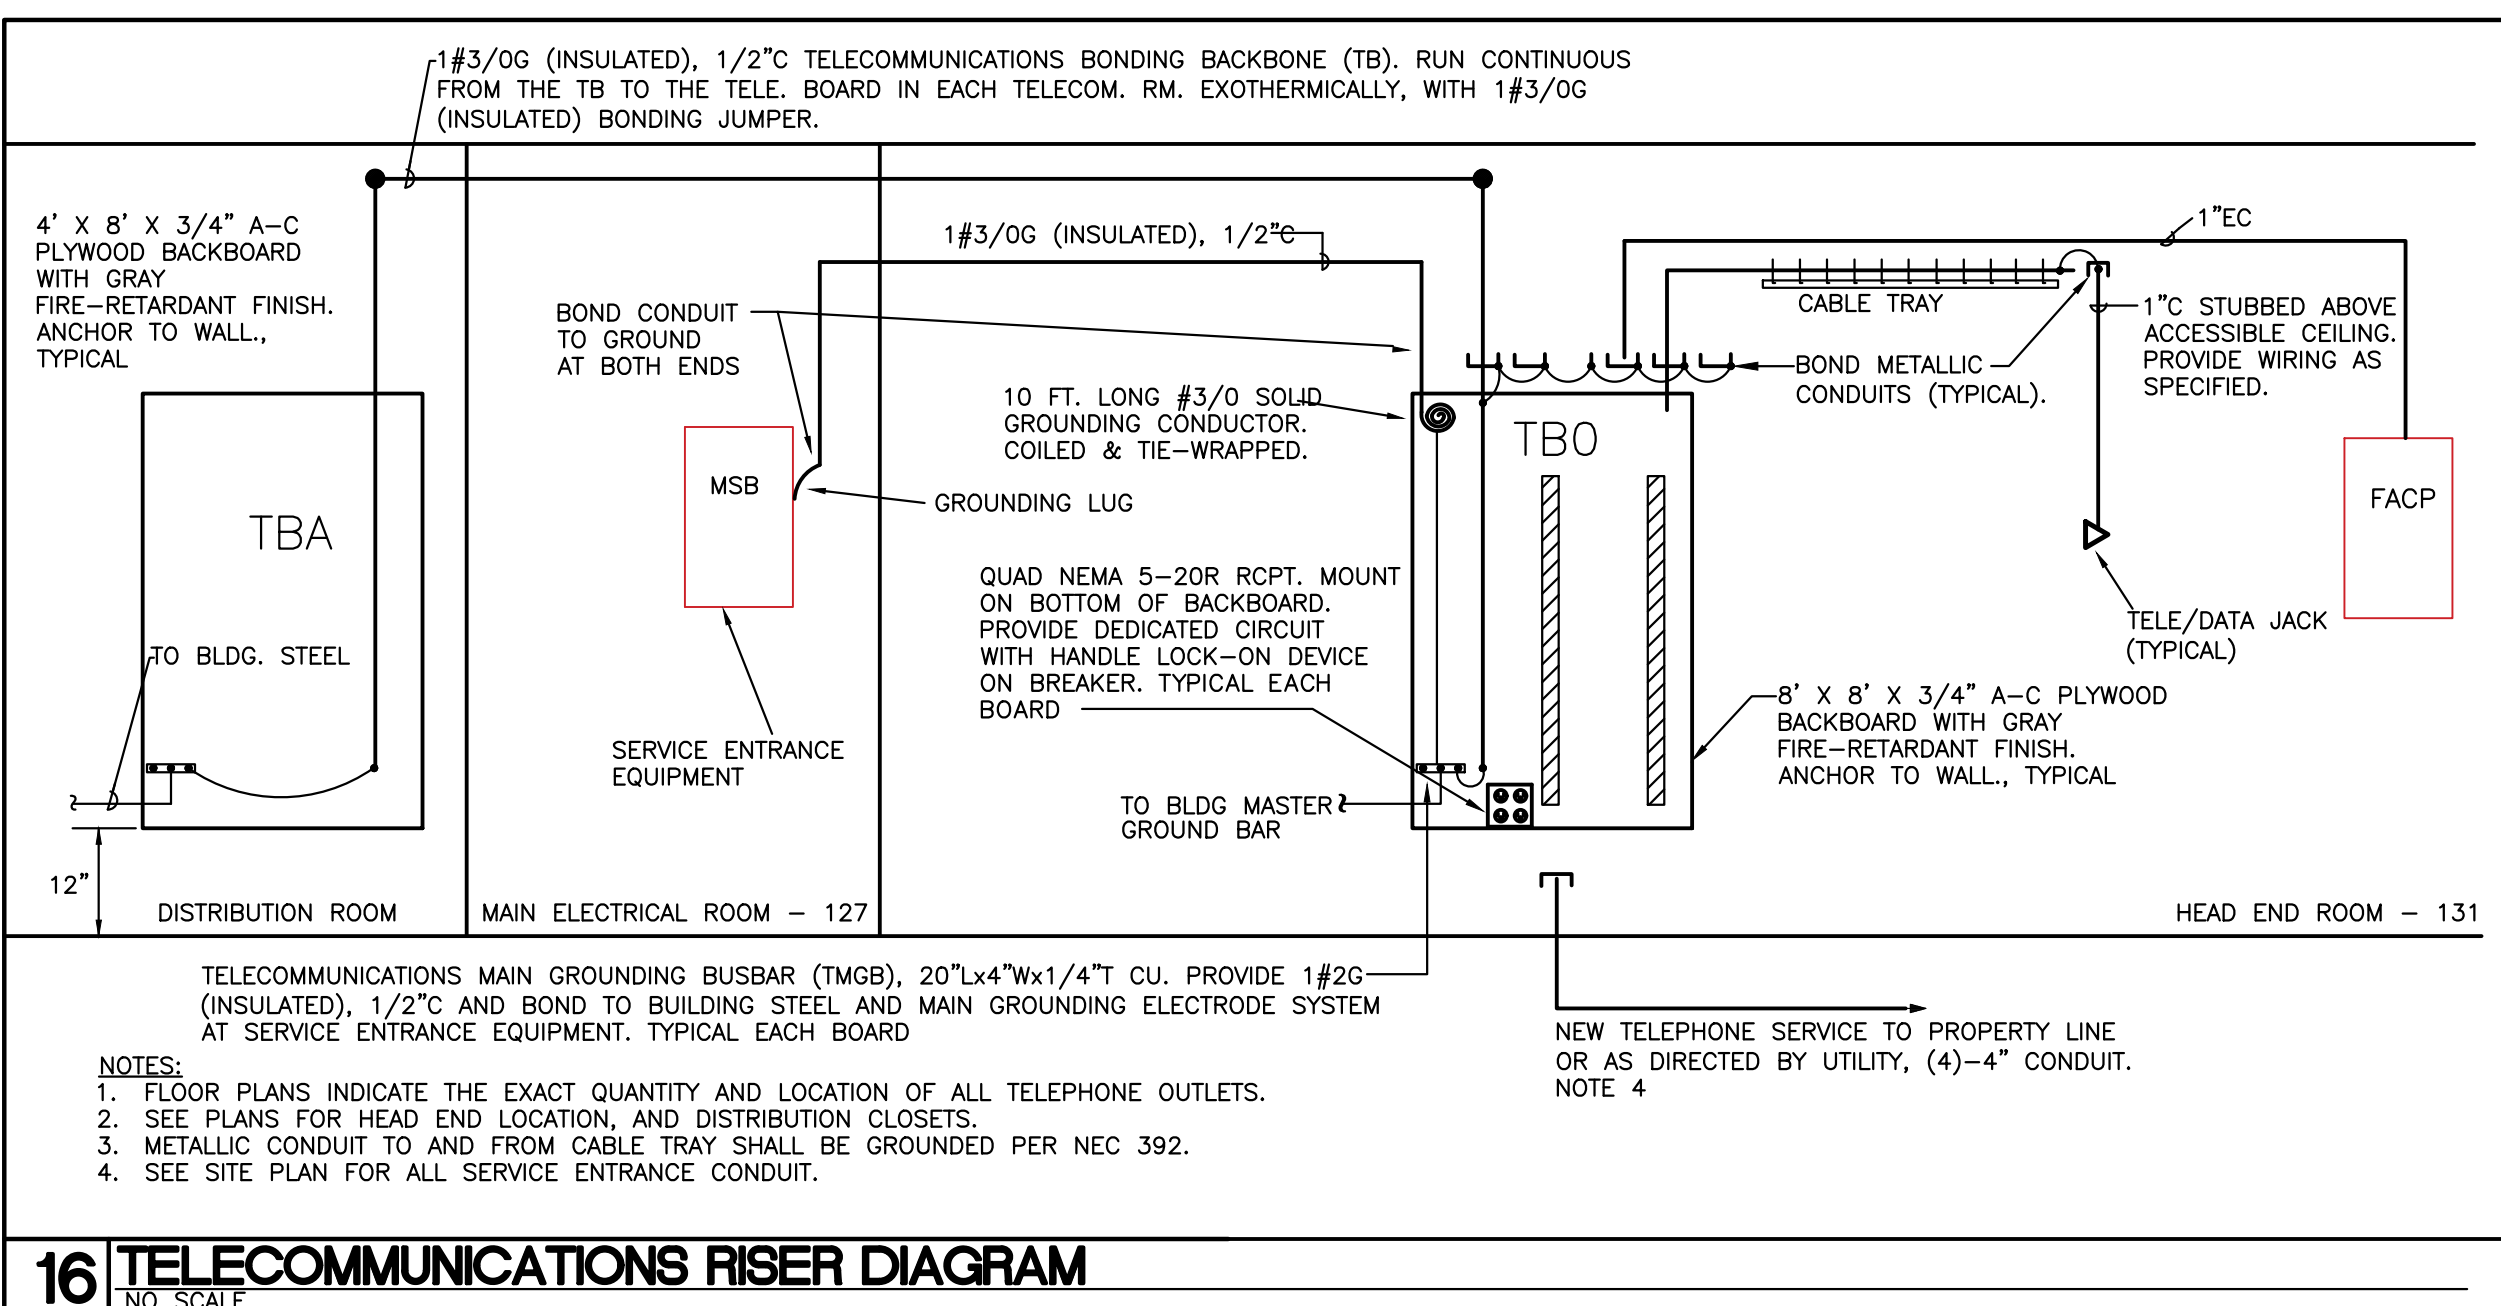 1#3/0G (INSULATED), 1/2"C TELECOMMUNICATIONS BONDING BACKBONE (TB). RUN CONTINUOUS
FROM THE TB TO THE TELE. BOARD IN EACH TELECOM. RM. EXOTHERMICALLY, WITH 1#3/0G
(INSULATED) BONDING JUMPER.
4' X 8' X 3/4" A-C
PLYWOOD BACKBOARD
WITH GRAY
FIRE-RETARDANT FINISH.
ANCHOR TO WALL.,
TYPICAL
TBA
TO BLDG. STEEL
12"
DISTRIBUTION ROOM
BOND CONDUIT
TO GROUND
AT BOTH ENDS
MSB
GROUNDING LUG
SERVICE ENTRANCE
EQUIPMENT
MAIN ELECTRICAL ROOM - 127
1#3/0G (INSULATED), 1/2"C
10 FT. LONG #3/0 SOLID
GROUNDING CONDUCTOR.
COILED & TIE-WRAPPED.
QUAD NEMA 5-20R RCPT. MOUNT
ON BOTTOM OF BACKBOARD.
PROVIDE DEDICATED CIRCUIT
WITH HANDLE LOCK-ON DEVICE
ON BREAKER. TYPICAL EACH
BOARD
TO BLDG MASTER
GROUND BAR
TBO
1"EC
CABLE TRAY
BOND METALLIC
CONDUITS (TYPICAL).
1"C STUBBED ABOVE
ACCESSIBLE CEILING.
PROVIDE WIRING AS
SPECIFIED.
FACP
TELE/DATA JACK
(TYPICAL)
8' X 8' X 3/4" A-C PLYWOOD
BACKBOARD WITH GRAY
FIRE-RETARDANT FINISH.
ANCHOR TO WALL., TYPICAL
HEAD END ROOM - 131
TELECOMMUNICATIONS MAIN GROUNDING BUSBAR (TMGB), 20"Lx4"Wx1/4"T CU. PROVIDE 1#2G
(INSULATED), 1/2"C AND BOND TO BUILDING STEEL AND MAIN GROUNDING ELECTRODE SYSTEM
AT SERVICE ENTRANCE EQUIPMENT. TYPICAL EACH BOARD
NEW TELEPHONE SERVICE TO PROPERTY LINE
OR AS DIRECTED BY UTILITY, (4)-4" CONDUIT.
NOTE 4
NOTES:
1. FLOOR PLANS INDICATE THE EXACT QUANTITY AND LOCATION OF ALL TELEPHONE OUTLETS.
2. SEE PLANS FOR HEAD END LOCATION, AND DISTRIBUTION CLOSETS.
3. METALLIC CONDUIT TO AND FROM CABLE TRAY SHALL BE GROUNDED PER NEC 392.
4. SEE SITE PLAN FOR ALL SERVICE ENTRANCE CONDUIT.
16 TELECOMMUNICATIONS RISER DIAGRAM
NO SCALE